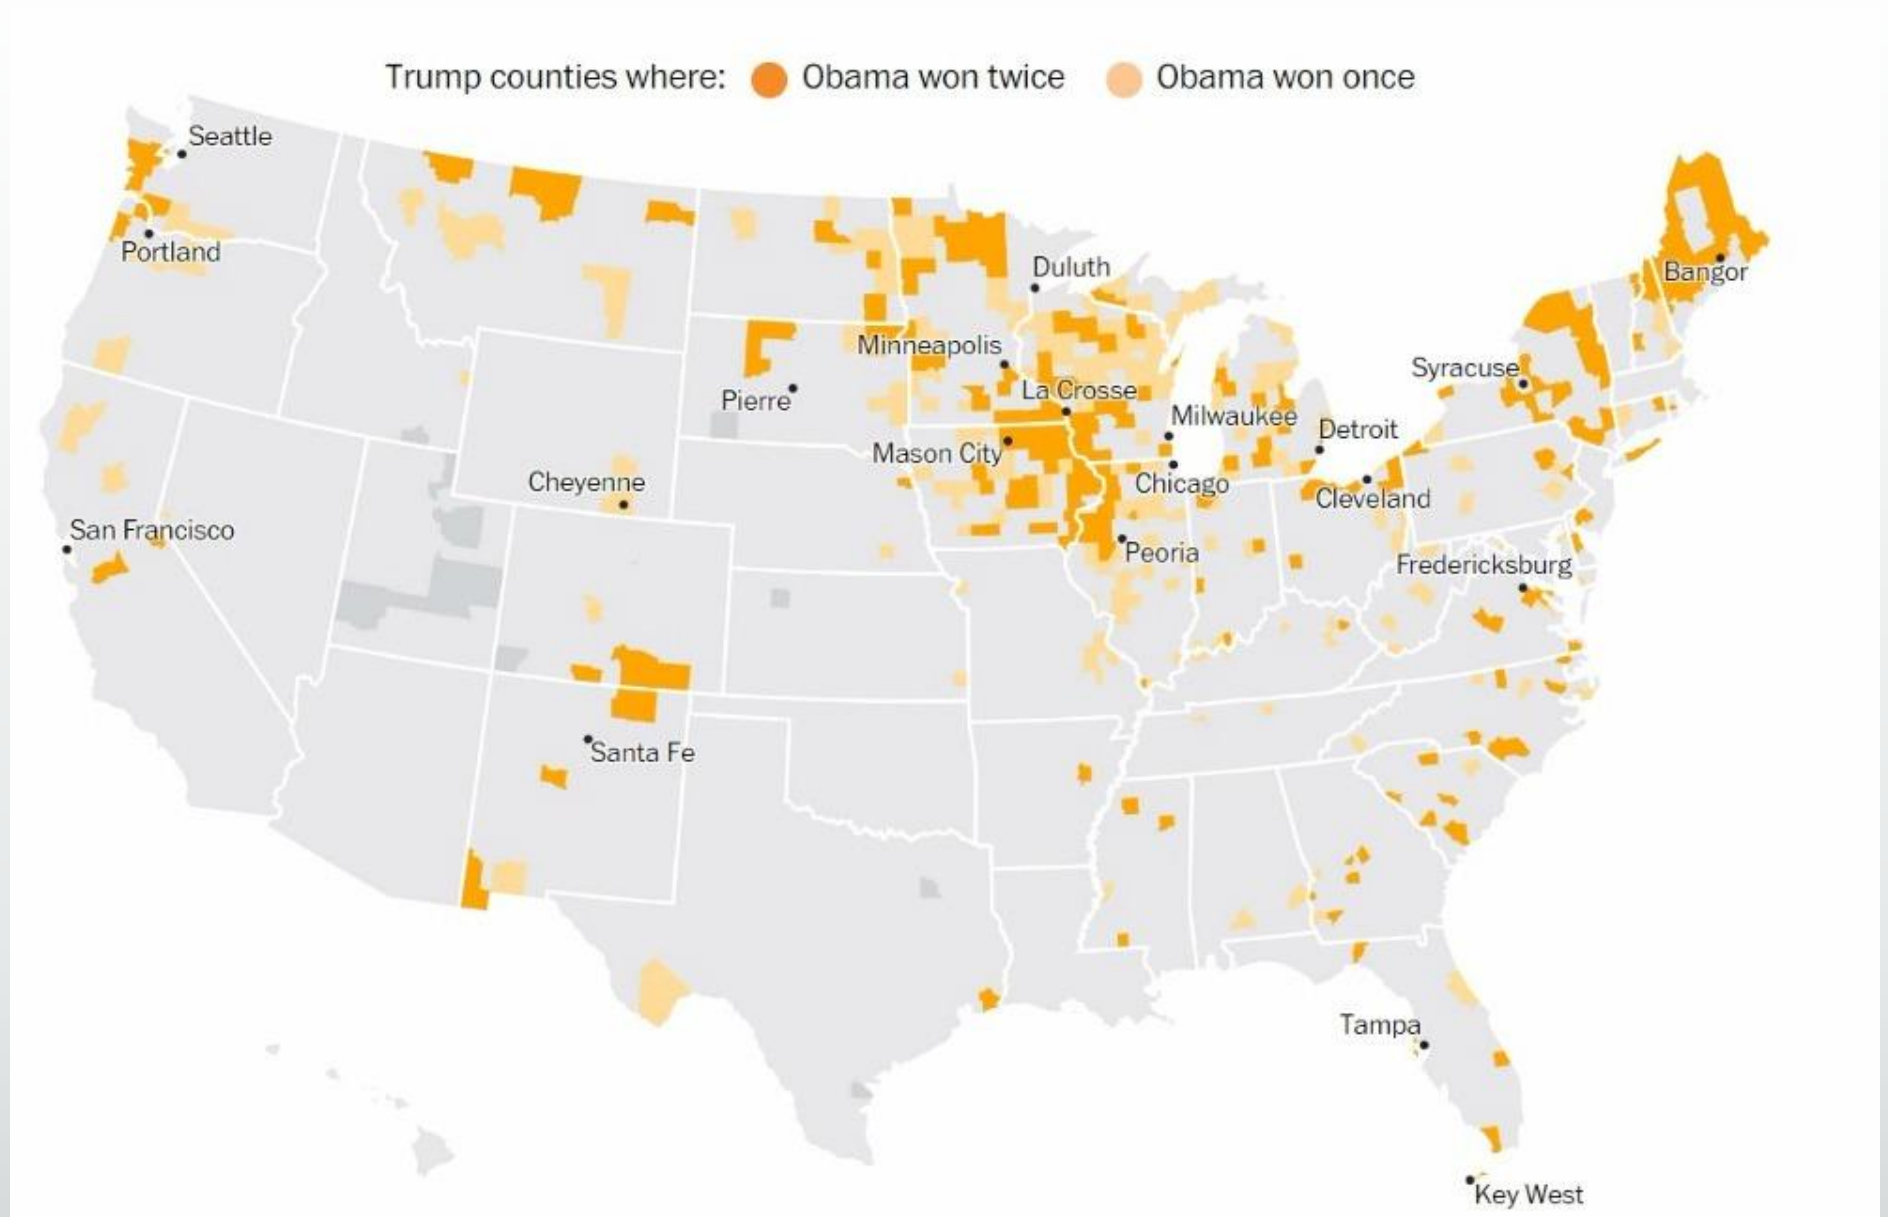 Trump counties where: Obama won twice Obama won once
Seattle
Portland
Duluth
Bangor
Minneapolis
Syracuse
Pierre
La Crosse
Milwaukee
Detroit
Mason City
Cheyenne
Chicago
Cleveland
San Francisco
Peoria
Fredericksburg
Santa Fe
Tampa
Key West